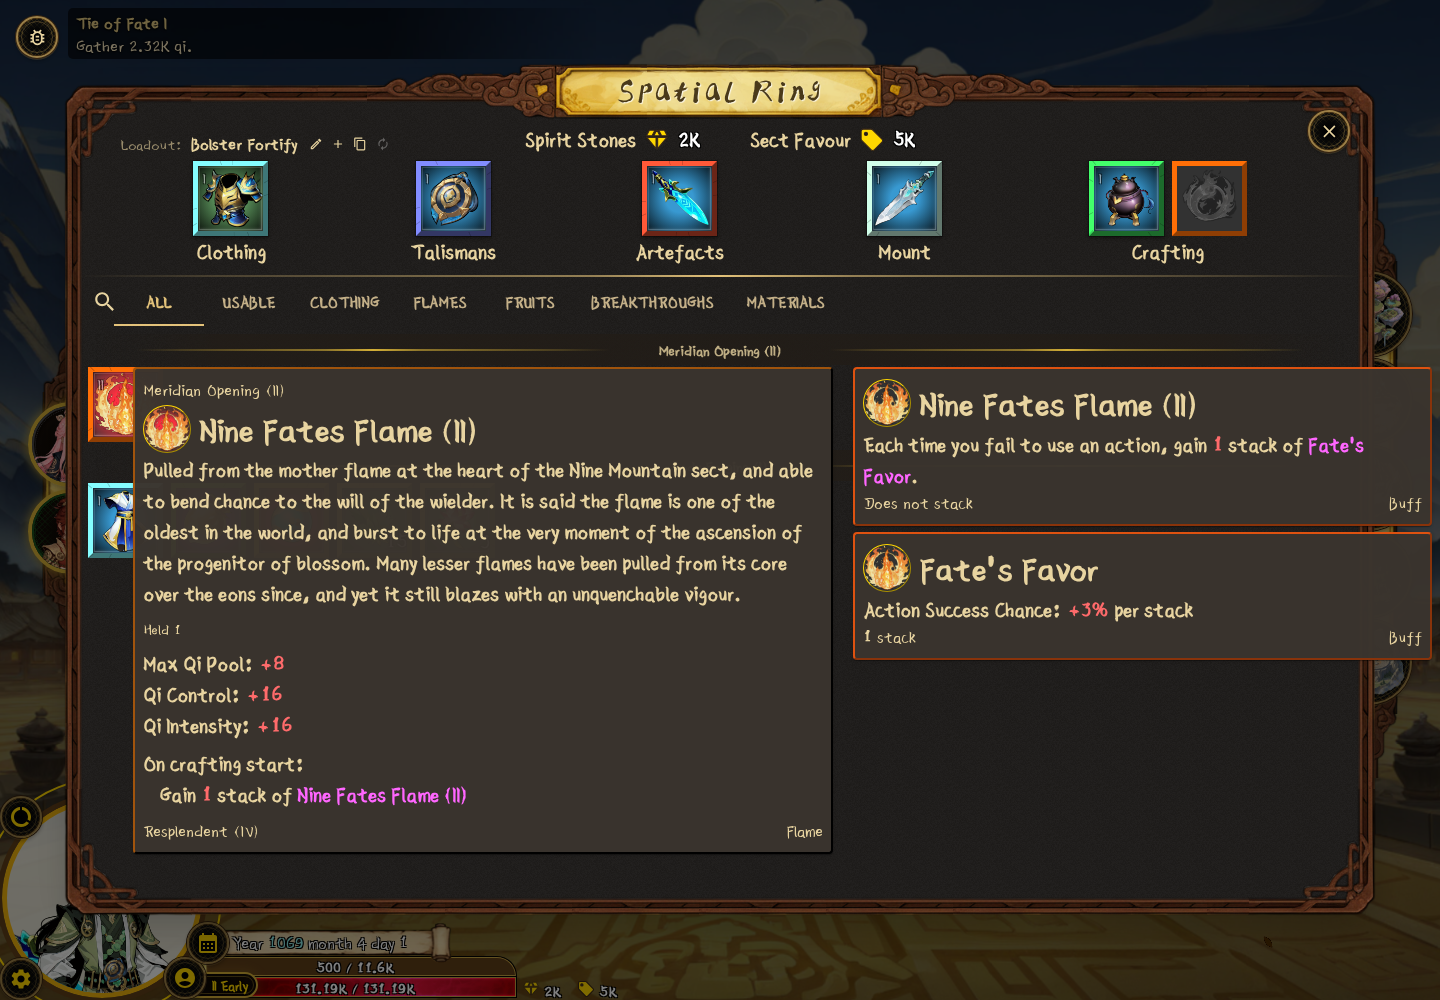 Tie of Fate I
Gather 2.32K qi.
Spatial Ring
Loadout: Bolster Fortify
Spirit Stones 2K
Sect Favour 5K
Clothing
Talismans
Artefacts
Mount
Crafting
ALL
USABLE
CLOTHING
FLAMES
FRUITS
BREAKTHROUGHS
MATERIALS
Meridian Opening (II)
Meridian Opening (II)
Nine Fates Flame (II)
Pulled from the mother flame at the heart of the Nine Mountain sect, and able
to bend chance to the will of the wielder. It is said the flame is one of the
oldest in the world, and burst to life at the very moment of the ascension of
the progenitor of blossom. Many lesser flames have been pulled from its core
over the eons since, and yet it still blazes with an unquenchable vigour.
Held 1
Max Qi Pool: +8
Qi Control: +16
Qi Intensity: +16
On crafting start:
Gain 1 stack of Nine Fates Flame (II)
Resplendent (IV)
Flame
Nine Fates Flame (II)
Each time you fail to use an action, gain 1 stack of Fate's
Favor.
Does not stack
Buff
Fate's Favor
Action Success Chance: +3% per stack
1 stack
Buff
Year 1069 month 4 day 1
500 / 11.6K
II Early
131.19K / 131.19K
2K
5K